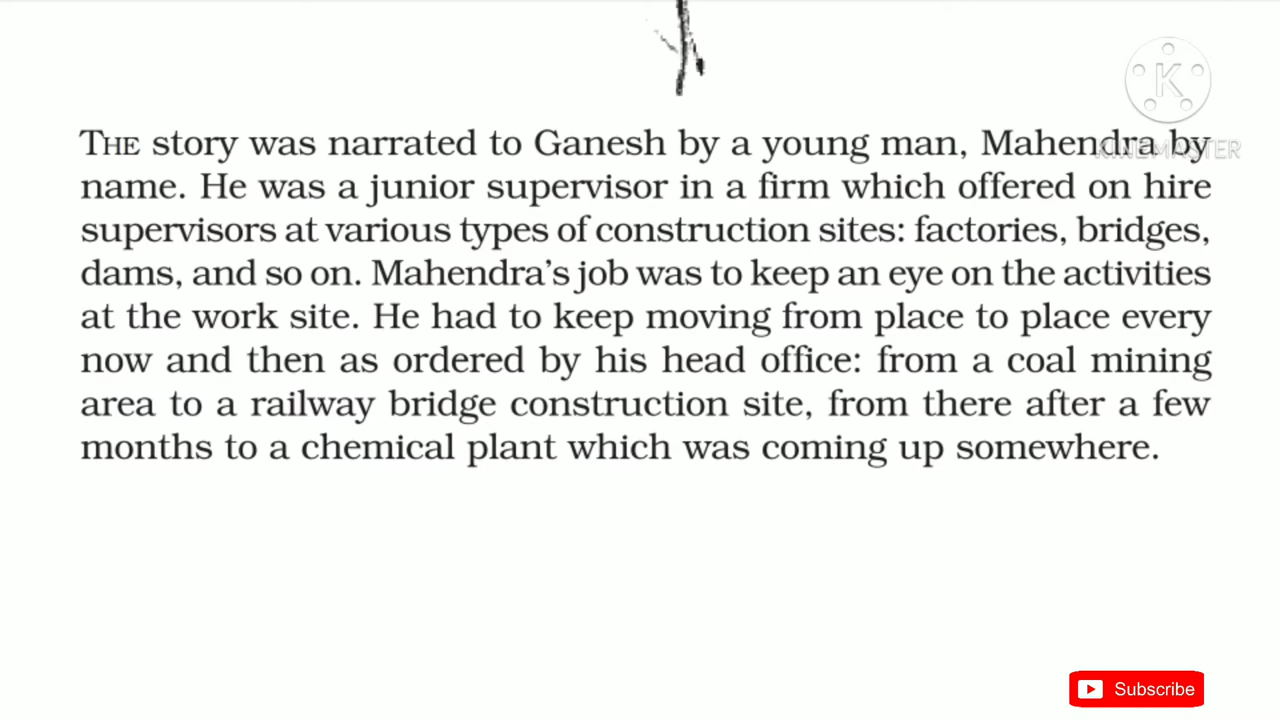 KINEMASTER
THE story was narrated to Ganesh by a young man, Mahendra by
name. He was a junior supervisor in a firm which offered on hire
supervisors at various types of construction sites: factories, bridges,
dams, and so on. Mahendra’s job was to keep an eye on the activities
at the work site. He had to keep moving from place to place every
now and then as ordered by his head office: from a coal mining
area to a railway bridge construction site, from there after a few
months to a chemical plant which was coming up somewhere.
Subscribe